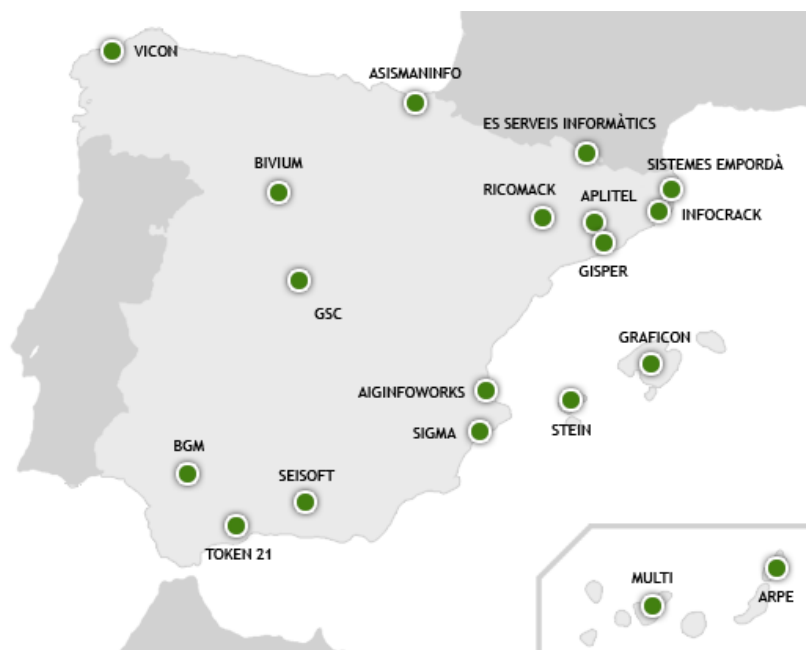 VICON
ASISMANINFO
ES SERVEIS INFORMÀTICS
BIVIUM
SISTEMES EMPORDÀ
RICOMACK
APLITEL
INFOCRACK
GISPER
GSC
GRAFICON
AIGINFOWORKS
STEIN
SIGMA
BGM
SEISOFT
TOKEN 21
MULTI
ARPE